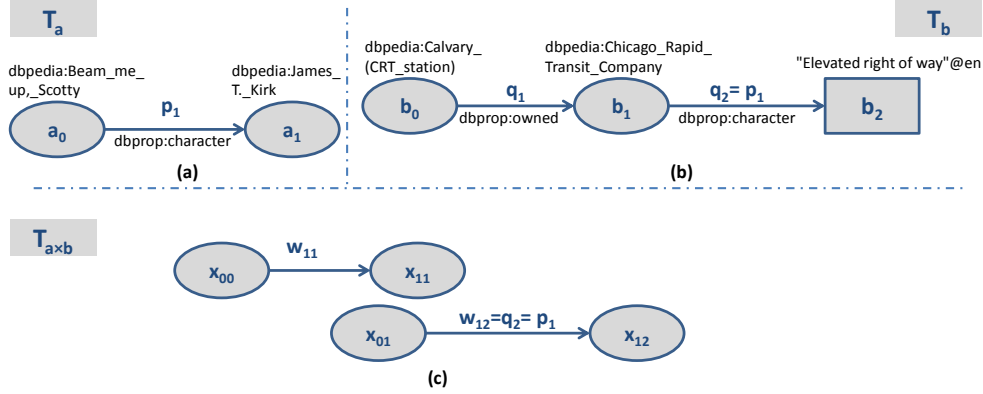 Ta
dbpedia:Beam_me_
up,_Scotty
dbpedia:James_
T._Kirk
a0
p1
dbprop:character
a1
(a)
Tb
dbpedia:Calvary_
(CRT_station)
dbpedia:Chicago_Rapid_
Transit_Company
"Elevated right of way"@en
b0
q1
dbprop:owned
b1
q2= p1
dbprop:character
b2
(b)
Ta×b
x00
w11
x11
x01
w12=q2= p1
x12
(c)